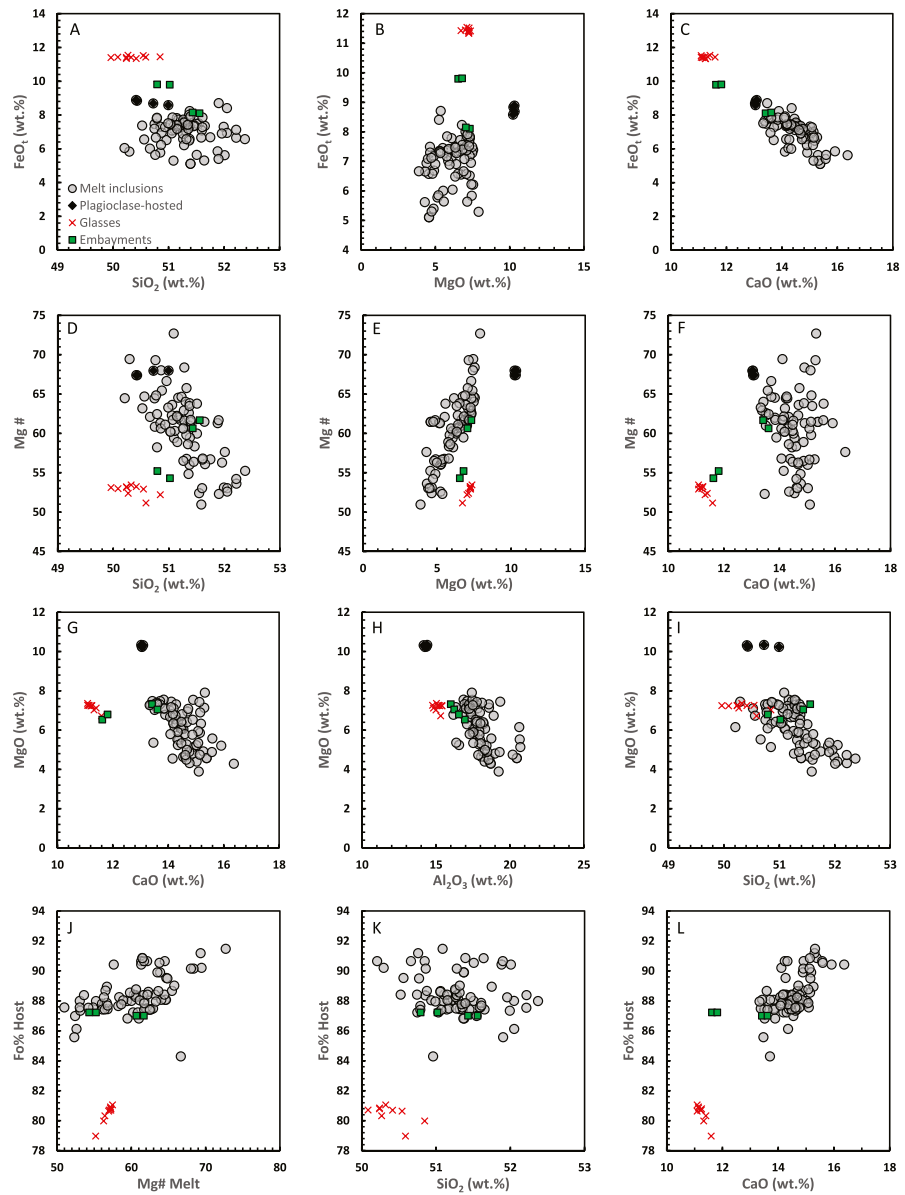 A
FeOt (wt.%)
14
12
10
8
6
4
2
0
Melt inclusions
Plagioclase-hosted
Glasses
Embayments
49 50 51 52 53
SiO2 (wt.%)
B
FeOt (wt.%)
12
11
10
9
8
7
6
5
4
0 5 10 15
MgO (wt.%)
C
FeOt (wt.%)
14
12
10
8
6
4
2
0
10 12 14 16 18
CaO (wt.%)
D
Mg #
75
70
65
60
55
50
45
49 50 51 52 53
SiO2 (wt.%)
E
Mg #
75
70
65
60
55
50
45
0 5 10 15
MgO (wt.%)
F
Mg #
75
70
65
60
55
50
45
10 12 14 16 18
CaO (wt.%)
G
MgO (wt.%)
12
10
8
6
4
2
0
10 12 14 16 18
CaO (wt.%)
H
MgO (wt.%)
12
10
8
6
4
2
0
10 15 20 25
Al2O3 (wt.%)
I
MgO (wt.%)
12
10
8
6
4
2
0
49 50 51 52 53
SiO2 (wt.%)
J
Fo% Host
94
92
90
88
86
84
82
80
78
50 60 70 80
Mg# Melt
K
Fo% Host
94
92
90
88
86
84
82
80
78
50 51 52 53
SiO2 (wt.%)
L
Fo% Host
94
92
90
88
86
84
82
80
78
10 12 14 16 18
CaO (wt.%)